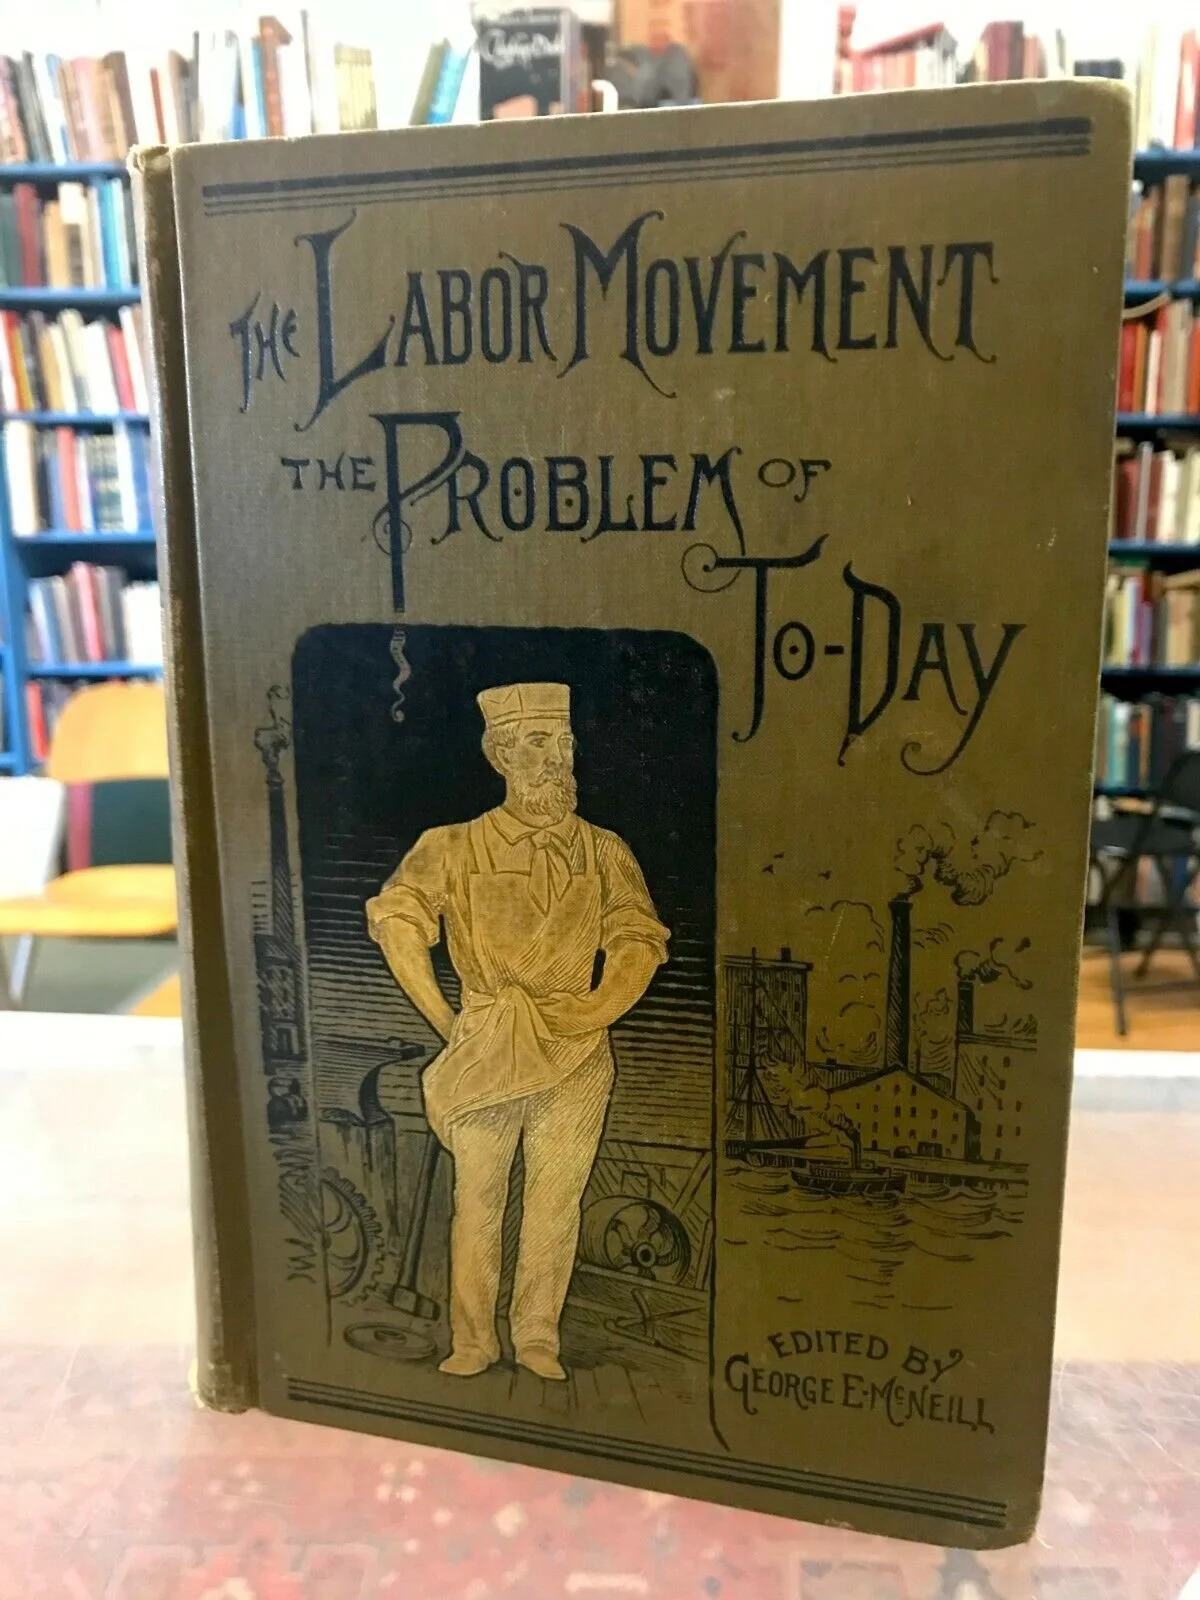 THE LABOR MOVEMENT
THE PROBLEM OF
TO-DAY
EDITED BY
GEORGE E. McNEILL